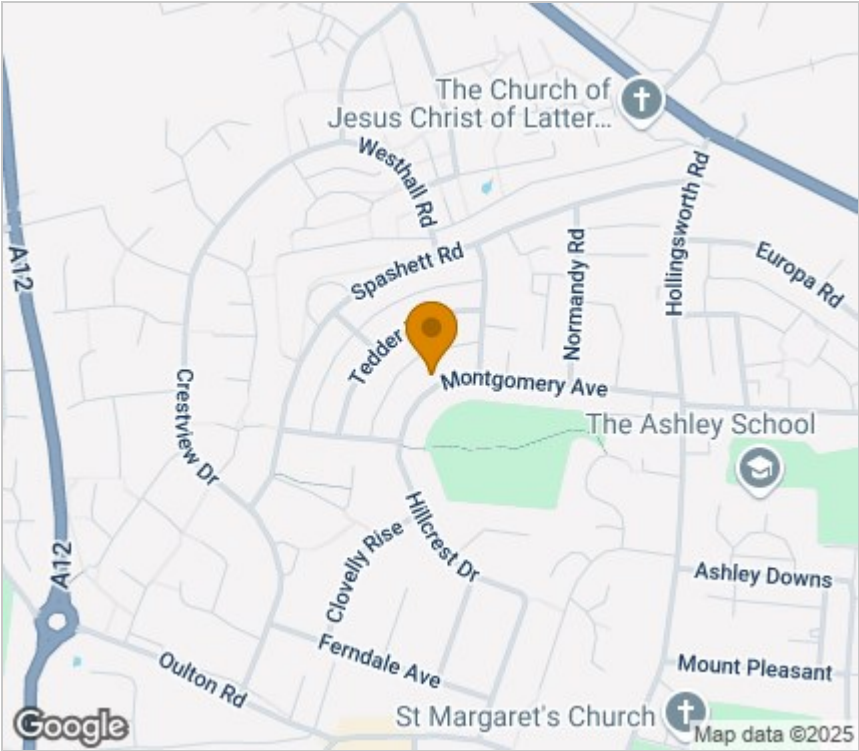 The Church of
Jesus Christ of Latter...
Westhall Rd
Hollingsworth Rd
A12
Spashett Rd
Normandy Rd
Europa Rd
Tedder
Montgomery Ave
Crestview Dr
The Ashley School
Hillcrest Dr
A12
Clovelly Rise
Ashley Downs
Ferndale Ave
Oulton Rd
Mount Pleasant
St Margaret's Church
Google
Map data ©2025